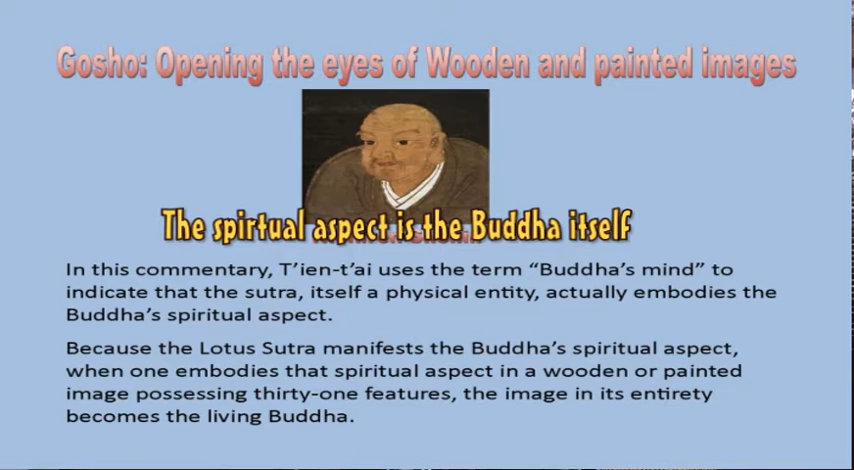 Gosho: Opening the eyes of Wooden and painted images
The spirtual aspect is the Buddha itself
In this commentary, T'ien-t'ai uses the term “Buddha's mind” to
indicate that the sutra, itself a physical entity, actually embodies the
Buddha's spiritual aspect.
Because the Lotus Sutra manifests the Buddha's spiritual aspect,
when one embodies that spiritual aspect in a wooden or painted
image possessing thirty-one features, the image in its entirety
becomes the living Buddha.